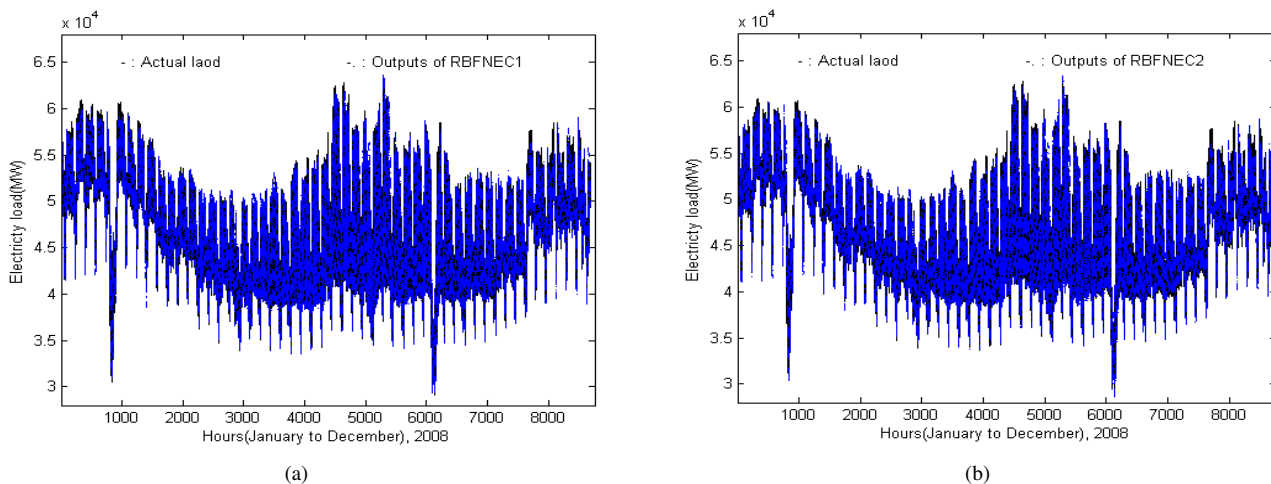 x 10^4
- : Actual laod -. : Outputs of RBFNEC1
6.5
6
5.5
5
4.5
4
3.5
3
Electricty load(MW)
1000 2000 3000 4000 5000 6000 7000 8000
Hours(January to December), 2008
(a)
x 10^4
- : Actual laod -. : Outputs of RBFNEC2
6.5
6
5.5
5
4.5
4
3.5
3
Electricty load(MW)
1000 2000 3000 4000 5000 6000 7000 8000
Hours(January to December), 2008
(b)